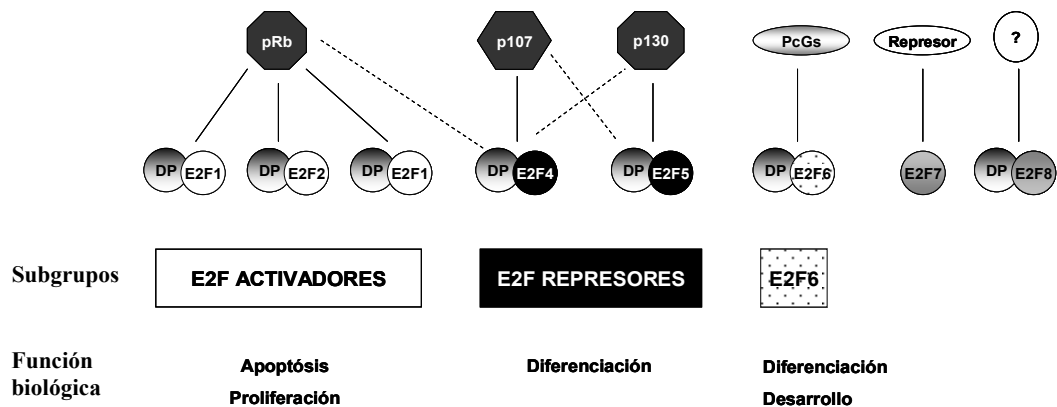 pRb p107 p130 PcGs Represor ?
DP E2F1 DP E2F2 DP E2F1 DP E2F4 DP E2F5 DP E2F6 E2F7 DP E2F8
Subgrupos E2F ACTIVADORES E2F REPRESORES E2F6
Función biológica
Apoptósis Diferenciación Diferenciación
Proliferación Desarrollo